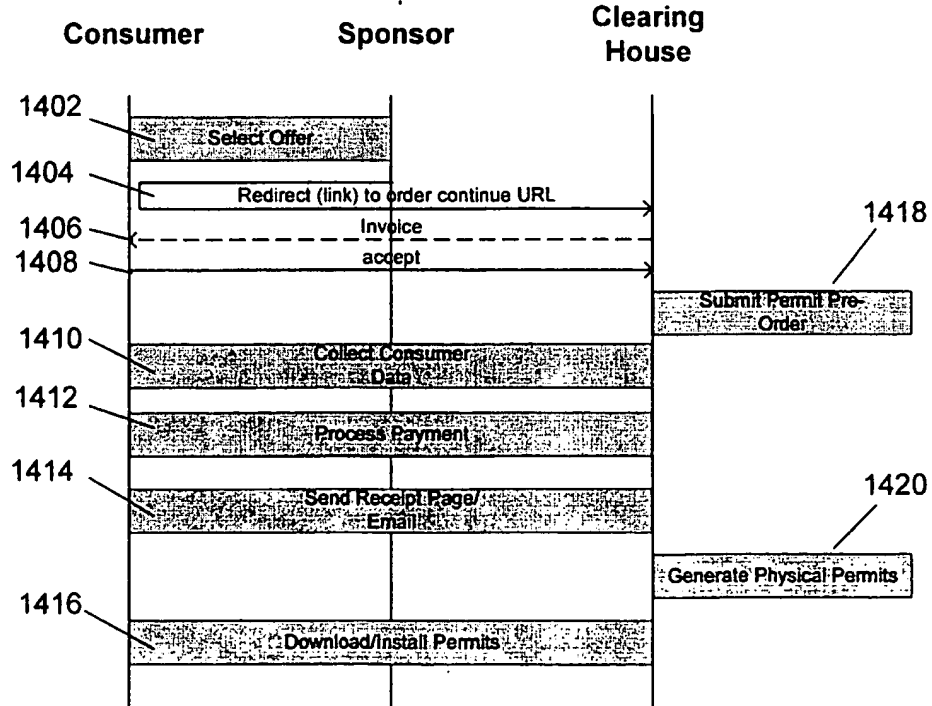 Consumer
Sponsor
Clearing
House
1402
Select Offer
1404
Redirect (link) to order continue URL
1406
Invoice
1408
accept
1418
Submit Permit Pre-
Order
1410
Collect Consumer
Data
1412
Process Payment
1414
Send Receipt Page/
Email
1420
Generate Physical Permits
1416
Download/Install Permits